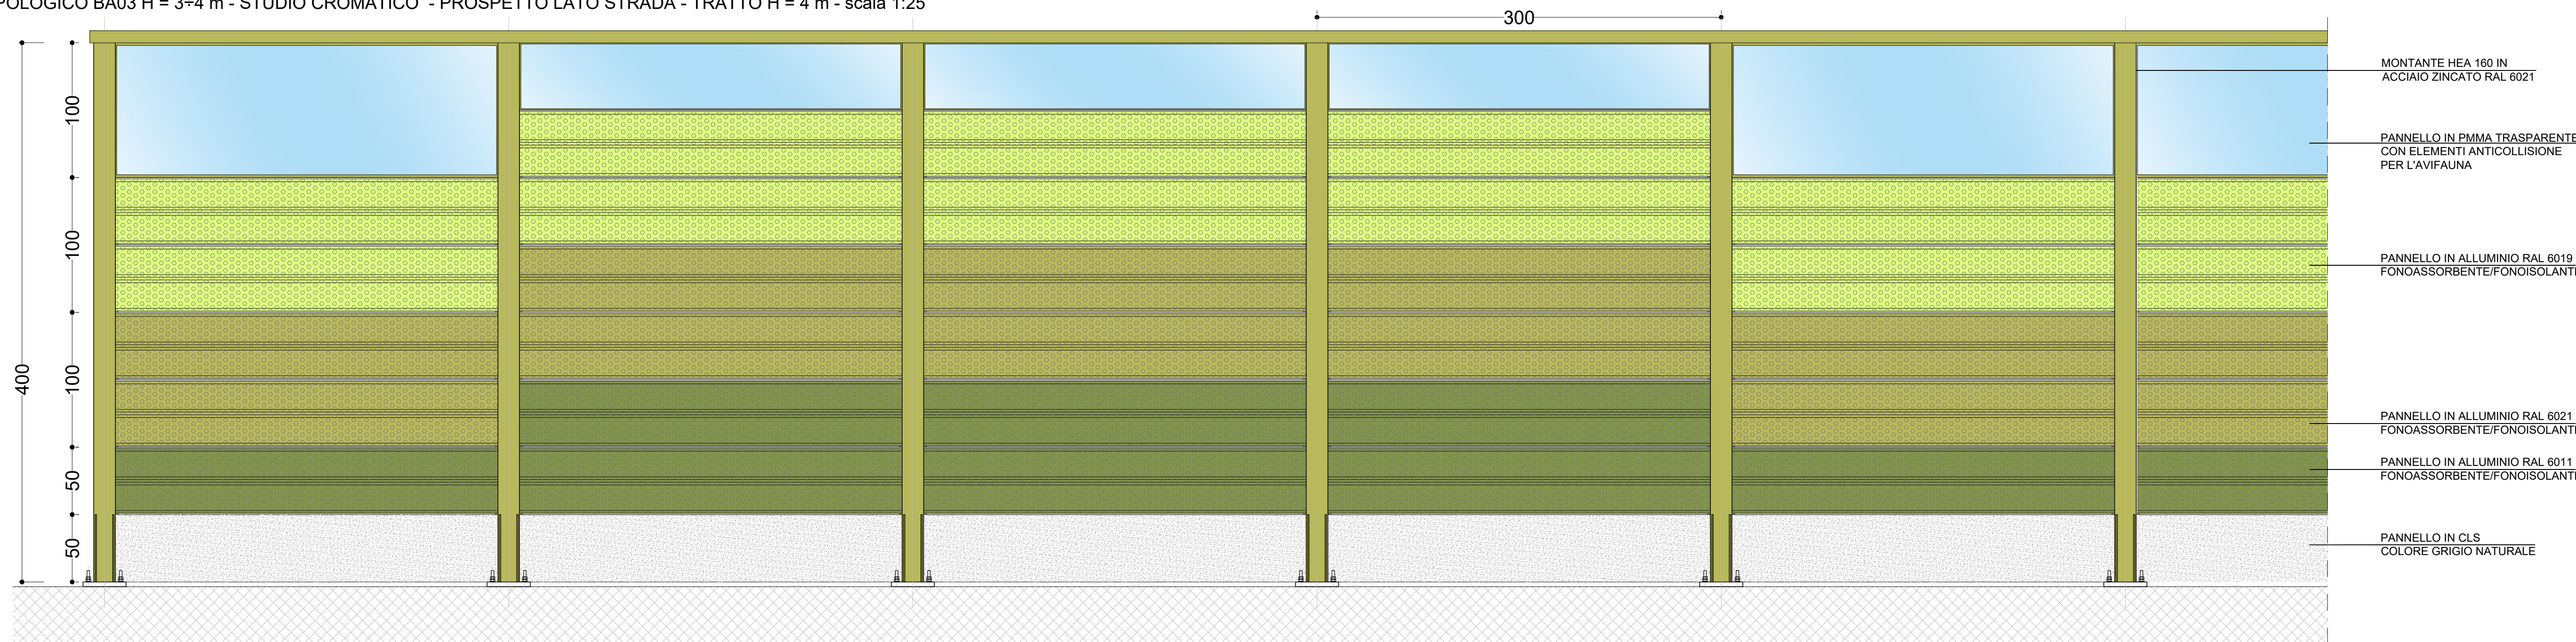 POLOGICO BA03 H = 3÷4 m - STUDIO CROMATICO - PROSPETTO LATO STRADA - TRATTO H = 4 m - scala 1:25
300
400
100
100
100
50
50
MONTANTE HEA 160 IN
ACCIAIO ZINCATO RAL 6021
PANNELLO IN PMMA TRASPARENTE
CON ELEMENTI ANTICOLLISIONE
PER L'AVIFAUNA
PANNELLO IN ALLUMINIO RAL 6019
FONOASSORBENTE/FONOISOLANTE
PANNELLO IN ALLUMINIO RAL 6021
FONOASSORBENTE/FONOISOLANTE
PANNELLO IN ALLUMINIO RAL 6011
FONOASSORBENTE/FONOISOLANTE
PANNELLO IN CLS
COLORE GRIGIO NATURALE